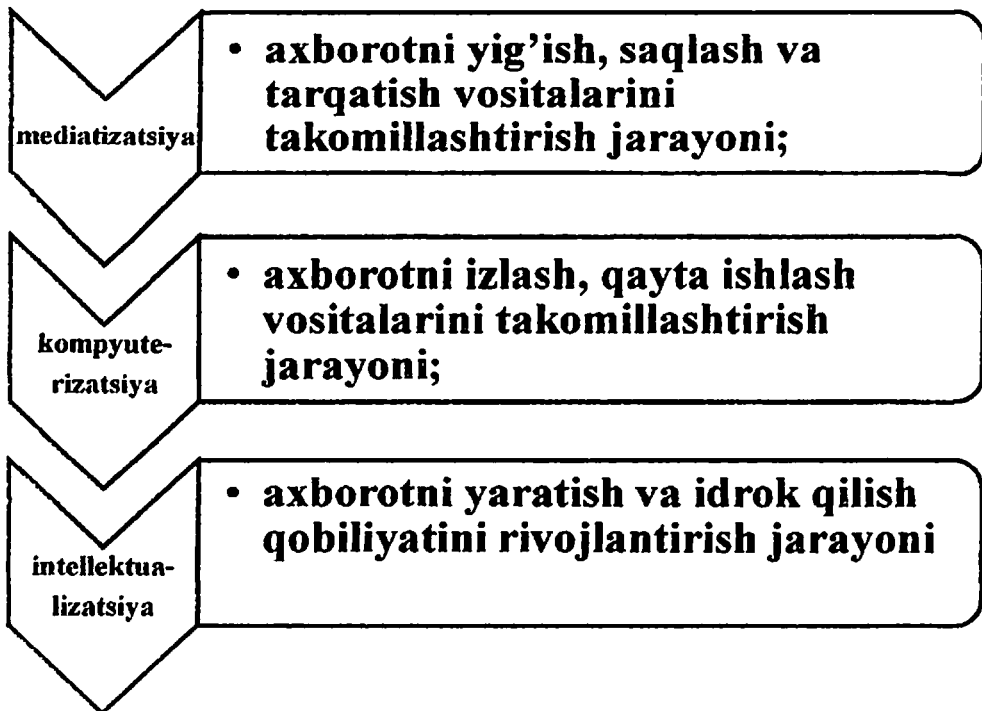 mediatizatsiya
• axborotni yig’ish, saqlash va
tarqatish vositalarini
takomillashtirish jarayoni;
kompyute-
rizatsiya
• axborotni izlash, qayta ishlash
vositalarini takomillashtirish
jarayoni;
intellektua-
lizatsiya
• axborotni yaratish va idrok qilish
qobiliyatini rivojlantirish jarayoni